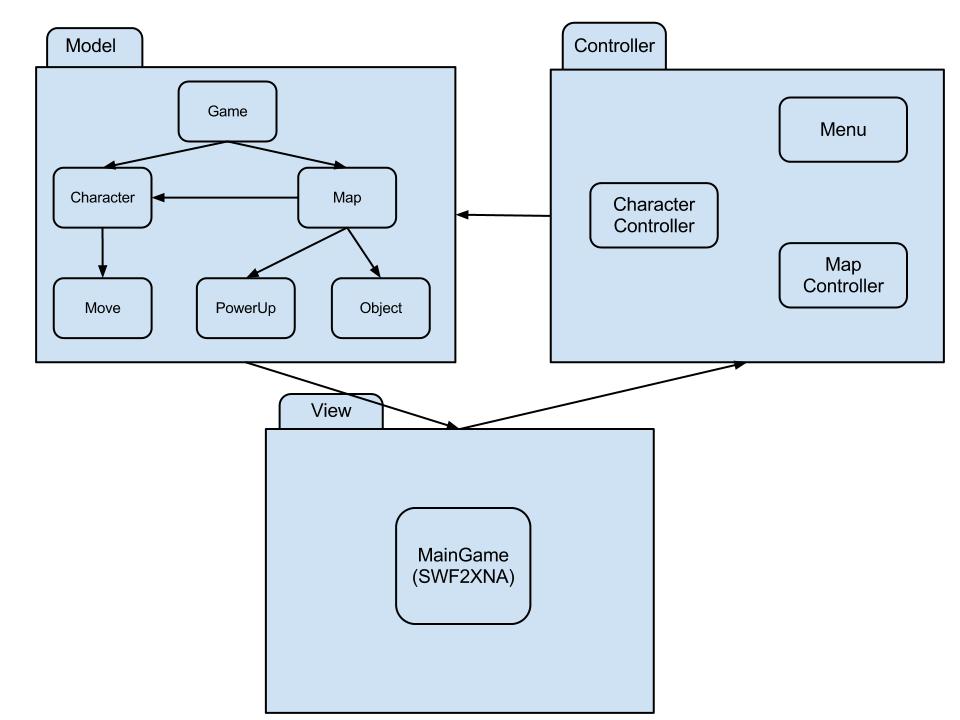 Model
Controller
Game
Menu
Character
Map
Character
Controller
Map
Controller
Move
PowerUp
Object
View
MainGame
(SWF2XNA)